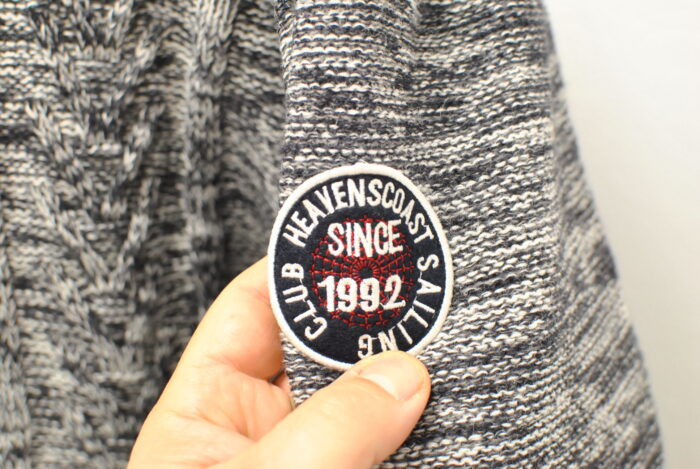 HEAVENSCOAST SAILING CLUB
SINCE
1992